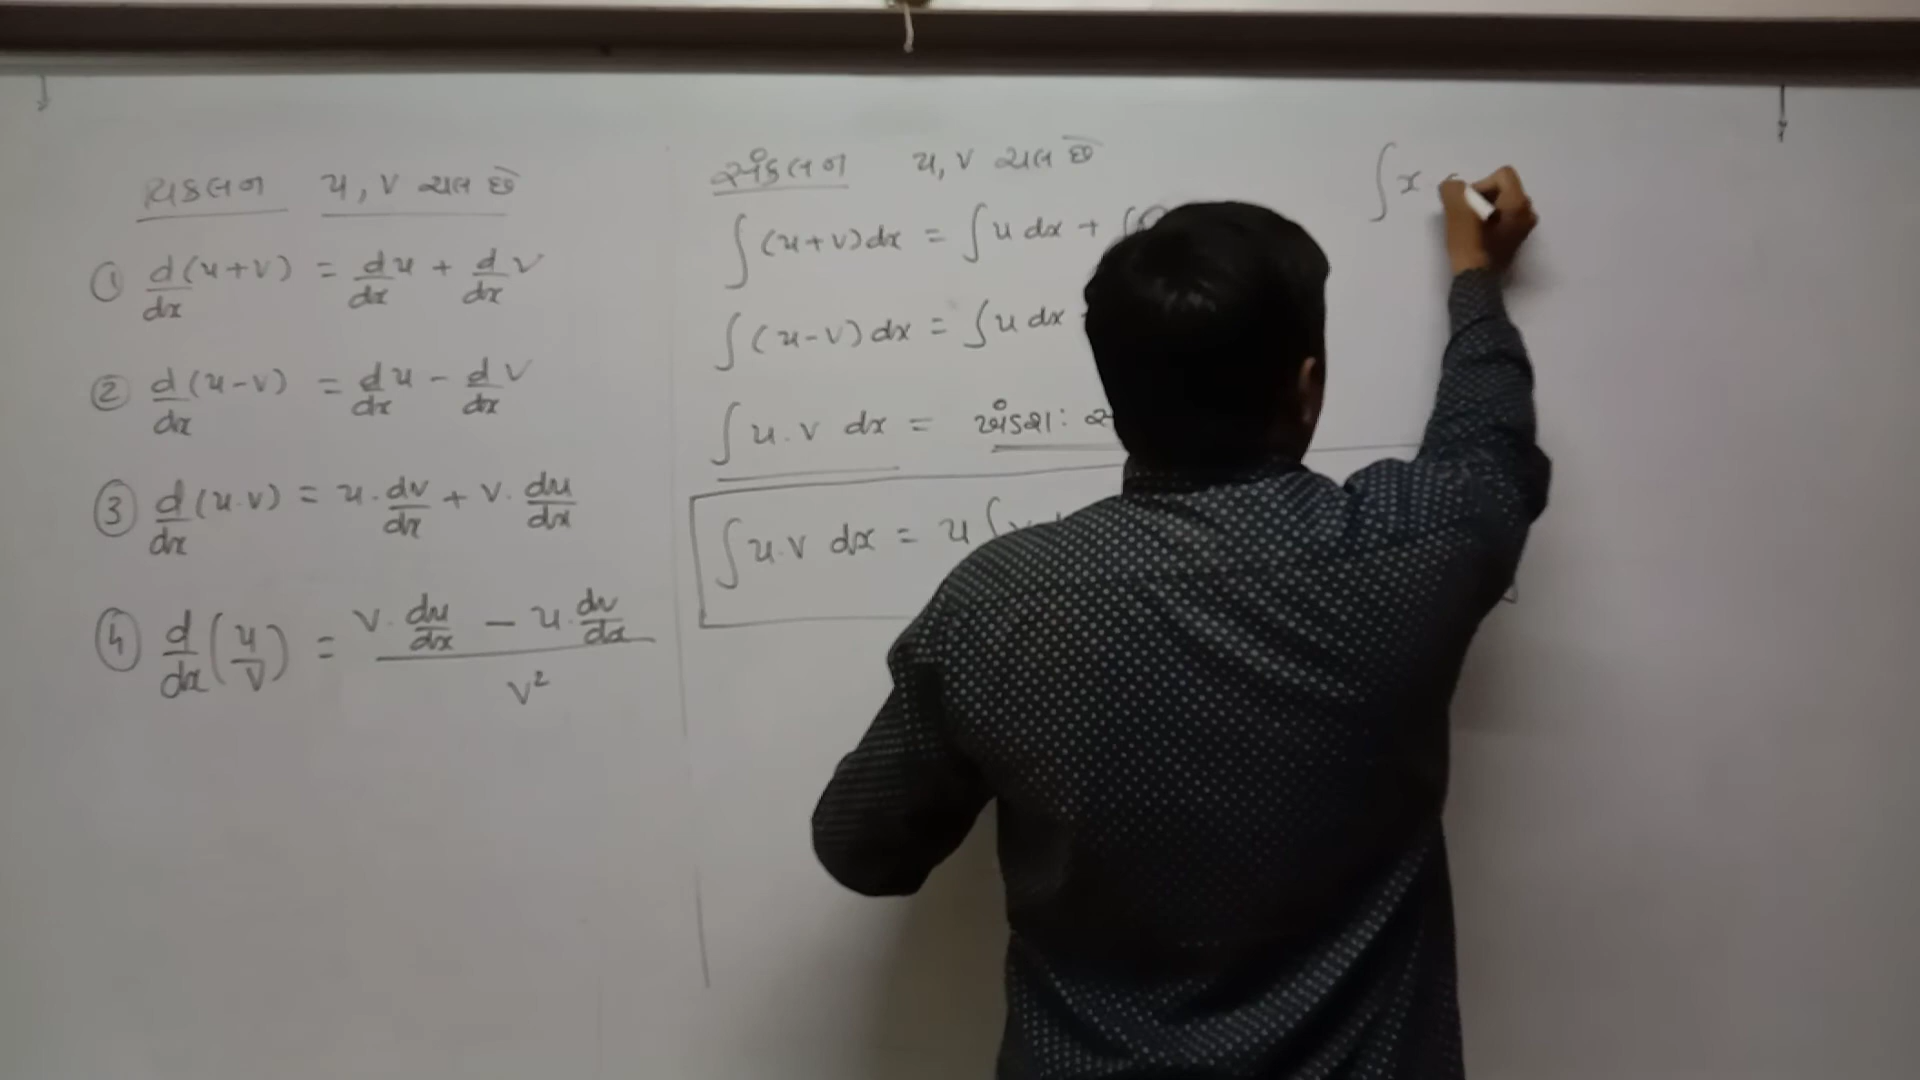 વિકલન u, v ચલ છે
① d/dx (u+v) = d/dx u + d/dx v
② d/dx (u-v) = d/dx u - d/dx v
③ d/dx (u.v) = u. dv/dx + v. du/dx
④ d/dx (u/v) = (v. du/dx - u. dv/dx) / v²
સંકલન u, v ચલ છે
∫ (u+v) dx = ∫ u dx +
∫ (u-v) dx = ∫ u dx
∫ u.v dx = ખંડશઃ
∫ u.v dx = u ∫
∫ x